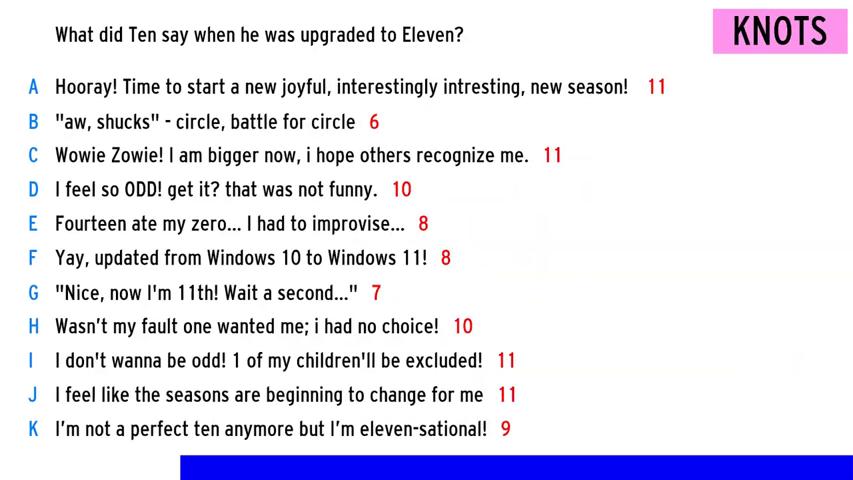 What did Ten say when he was upgraded to Eleven?
KNOTS
A Hooray! Time to start a new joyful, interestingly intresting, new season! 11
B "aw, shucks" - circle, battle for circle 6
C Wowie Zowie! I am bigger now, i hope others recognize me. 11
D I feel so ODD! get it? that was not funny. 10
E Fourteen ate my zero... I had to improvise... 8
F Yay, updated from Windows 10 to Windows 11! 8
G "Nice, now I'm 11th! Wait a second..." 7
H Wasn't my fault one wanted me; i had no choice! 10
I I don't wanna be odd! 1 of my children'll be excluded! 11
J I feel like the seasons are beginning to change for me 11
K I'm not a perfect ten anymore but I'm eleven-sational! 9